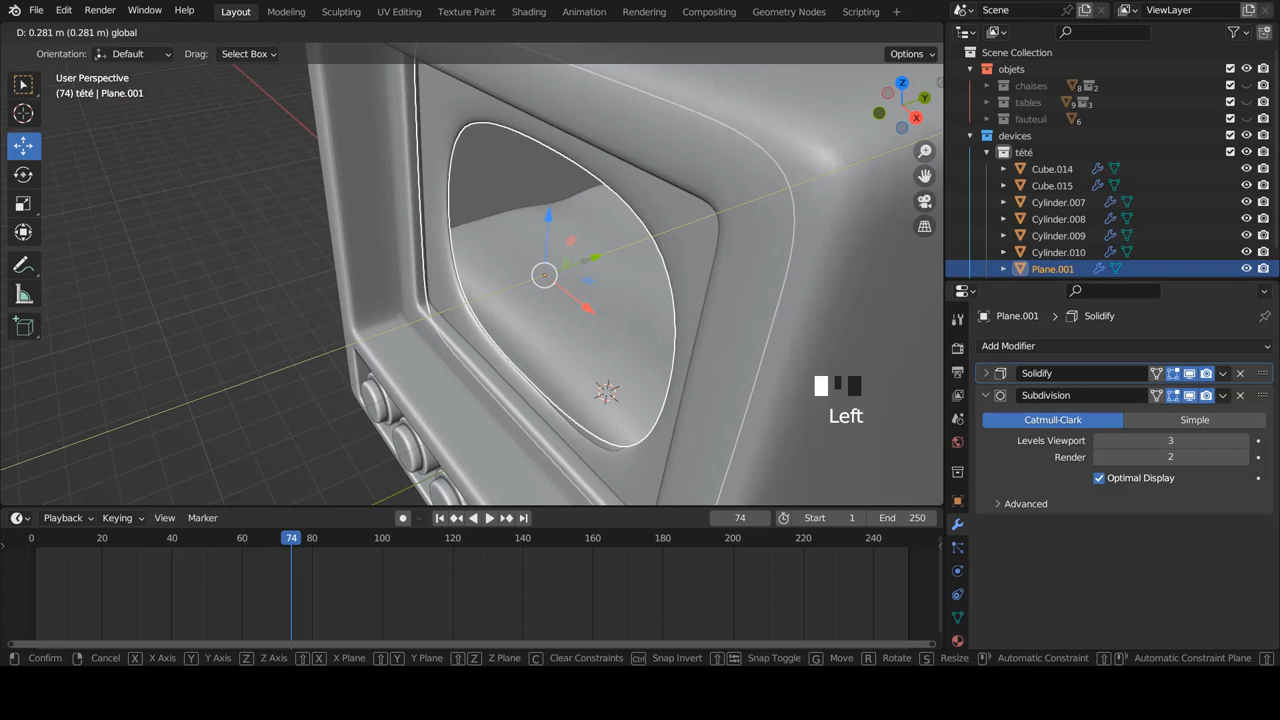 File Edit Render Window Help Layout Modeling Sculpting UV Editing Texture Paint Shading Animation Rendering Compositing Geometry Nodes Scripting + Scene ViewLayer
D: 0.281 m (0.281 m) global
Orientation: Default Drag: Select Box Options
User Perspective
(74) tété | Plane.001
Z
Y
X
Left
Scene Collection
objets
chaises 8 2
tables 9 3
fauteuil 6
devices
tété
Cube.014
Cube.015
Cylinder.007
Cylinder.008
Cylinder.009
Cylinder.010
Plane.001
Plane.001 > Solidify
Add Modifier
Solidify
Subdivision
Catmull-Clark Simple
Levels Viewport 3
Render 2
Optimal Display
Advanced
Playback Keying View Marker 74 Start 1 End 250
0 20 40 60 74 80 100 120 140 160 180 200 220 240
Confirm Cancel X X Axis Y Y Axis Z Z Axis X X Plane Y Y Plane Z Z Plane C Clear Constraints Ctrl Snap Invert Snap Toggle G Move R Rotate S Resize Automatic Constraint Automatic Constraint Plane